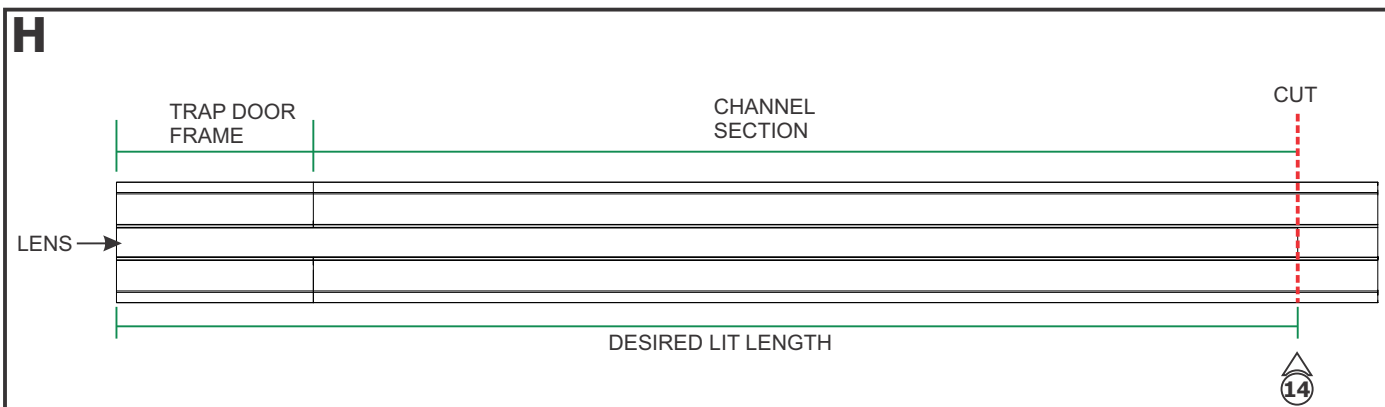 H
TRAP DOOR
FRAME
CHANNEL
SECTION
CUT
LENS
DESIRED LIT LENGTH
14